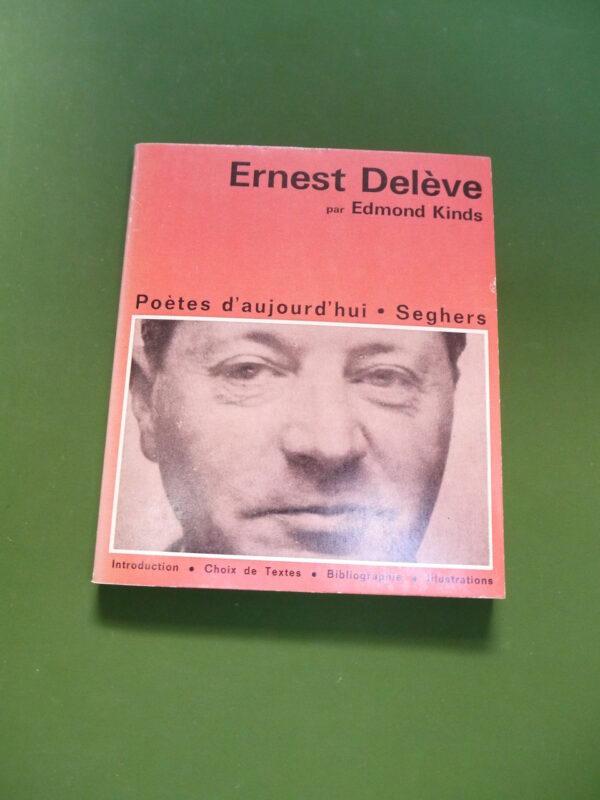 Ernest Delève
par Edmond Kinds
Poètes d'aujourd'hui • Seghers
Introduction • Choix de Textes • Bibliographie • Illustrations